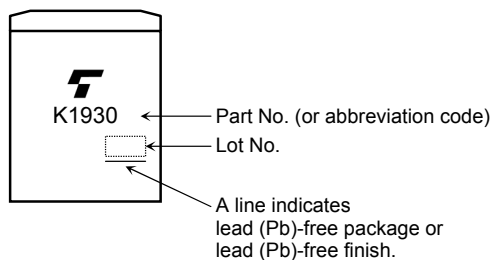 K1930
Part No. (or abbreviation code)
Lot No.
A line indicates
lead (Pb)-free package or
lead (Pb)-free finish.